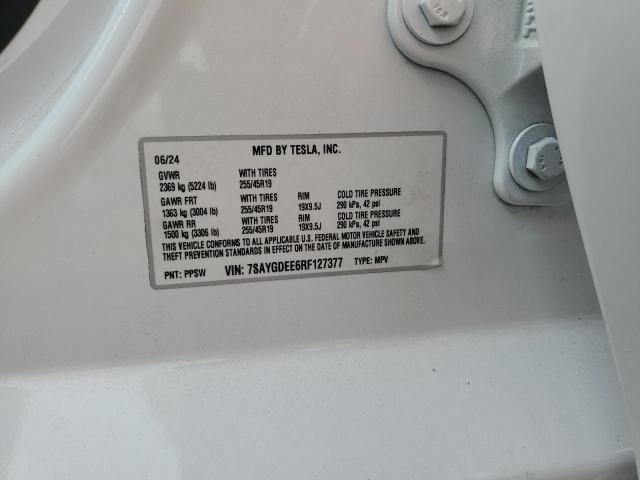 06/24 MFD BY TESLA, INC.
GVWR WITH TIRES
2369 kg (5224 lb) 255/45R19
GAWR FRT WITH TIRES RIM COLD TIRE PRESSURE
1363 kg (3004 lb) 255/45R19 19X9.5J 290 kPa, 42 psi
GAWR RR WITH TIRES RIM COLD TIRE PRESSURE
1500 kg (3306 lb) 255/45R19 19X9.5J 290 kPa, 42 psi
THIS VEHICLE CONFORMS TO ALL APPLICABLE U.S. FEDERAL MOTOR VEHICLE SAFETY AND
THEFT PREVENTION STANDARDS IN EFFECT ON THE DATE OF MANUFACTURE SHOWN ABOVE.
PNT: PPSW VIN: 7SAYGDEE6RF127377 TYPE: MPV